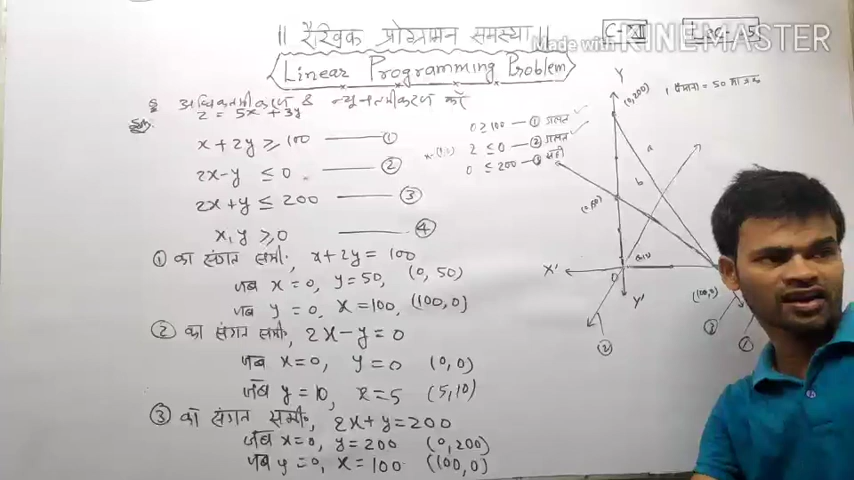 || रैखिक प्रोग्रामन समस्या ||
C-XI
Made with KINEMASTER
Linear Programming Problem
अधिकतमीकरण & न्यूनतमीकरण करें
Z = 5x + 3y
x + 2y ≥ 100 ——— ①
2x-y ≤ 0 ——— ②
2x+y ≤ 200 ——— ③
x,y ≥ 0 ——— ④
① का संगत समी॰, x+2y = 100
जब x=0, y=50, (0,50)
जब y=0, x=100, (100,0)
② का संगत समी॰, 2x-y=0
जब x=0, y=0 (0,0)
जब y=10, x=5 (5,10)
③ का संगत समी॰, 2x+y=200
जब x=0, y=200 (0,200)
जब y=0, x=100 (100,0)
0 ≥ 100 — ① गलत
2 ≤ 0 — ② गलत
0 ≤ 200 — ③ सही
Y
(0,200)
= 50 मात्रक
a
b
X'
O
Y'
(100,0)
②
③